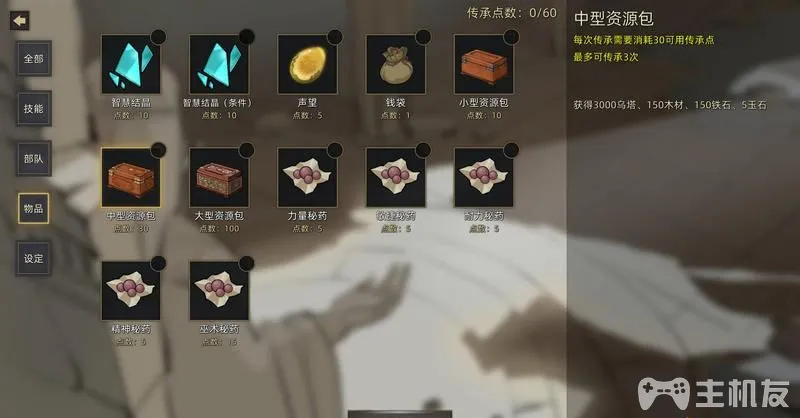 传承点数：0/60
全部
技能
部队
物品
设定
智慧结晶
点数：10
智慧结晶（条件）
点数：10
声望
点数：5
钱袋
点数：1
小型资源包
点数：10
中型资源包
点数：30
大型资源包
点数：100
力量秘药
点数：5
敏捷秘药
点数：5
耐力秘药
点数：5
精神秘药
点数：5
巫术秘药
点数：15
中型资源包
每次传承需要消耗30可用传承点
最多可传承3次
获得3000乌塔、150木材、150铁石、5玉石
主机友